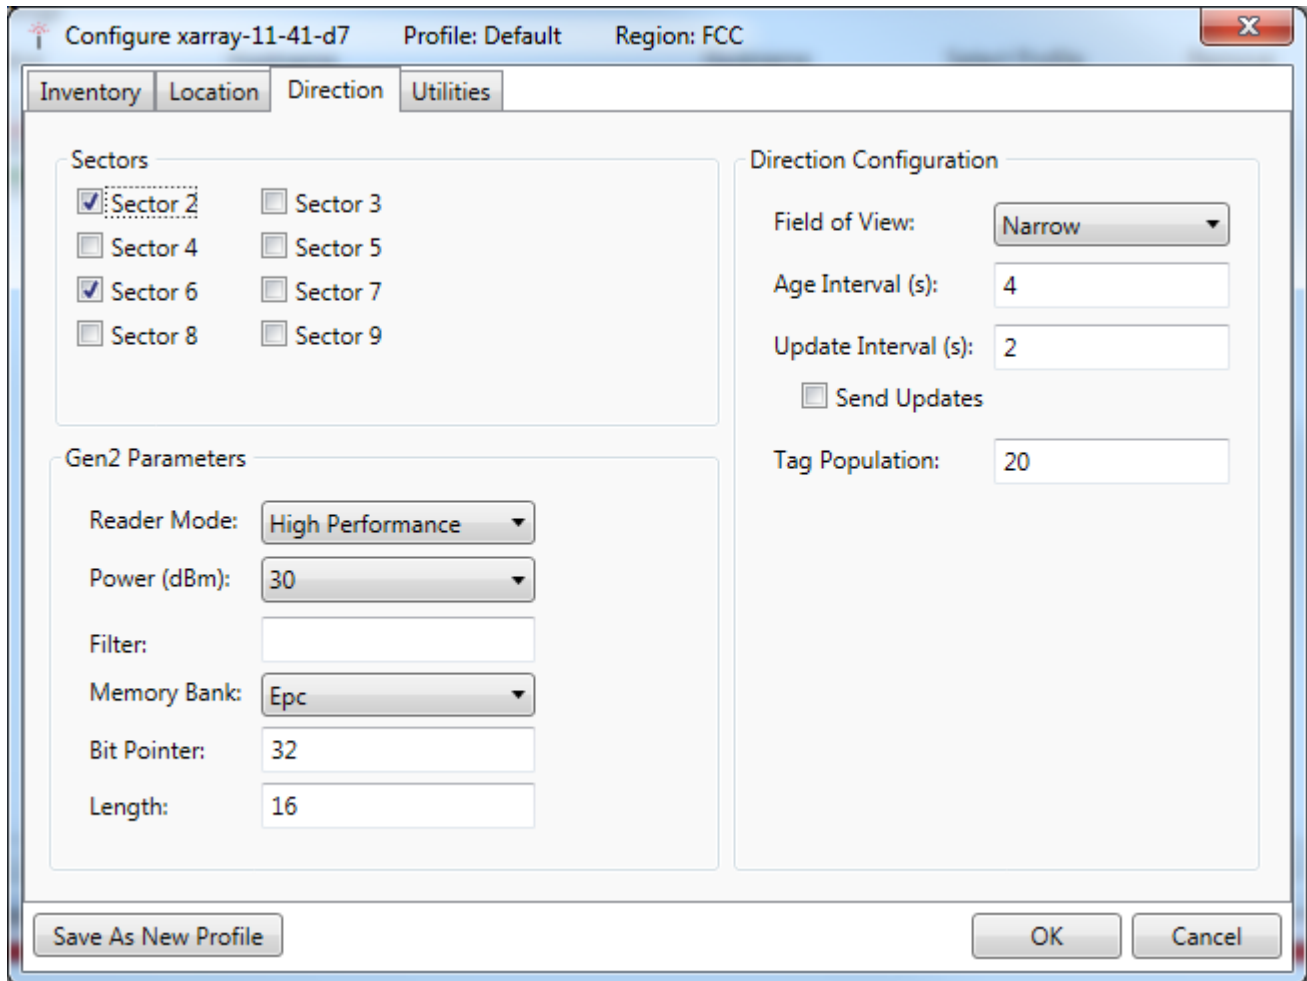 Configure xarray-11-41-d7 Profile: Default Region: FCC
Inventory Location Direction Utilities
Sectors
Sector 2 Sector 3
Sector 4 Sector 5
Sector 6 Sector 7
Sector 8 Sector 9
Gen2 Parameters
Reader Mode: High Performance
Power (dBm): 30
Filter:
Memory Bank: Epc
Bit Pointer: 32
Length: 16
Direction Configuration
Field of View: Narrow
Age Interval (s): 4
Update Interval (s): 2
Send Updates
Tag Population: 20
Save As New Profile OK Cancel